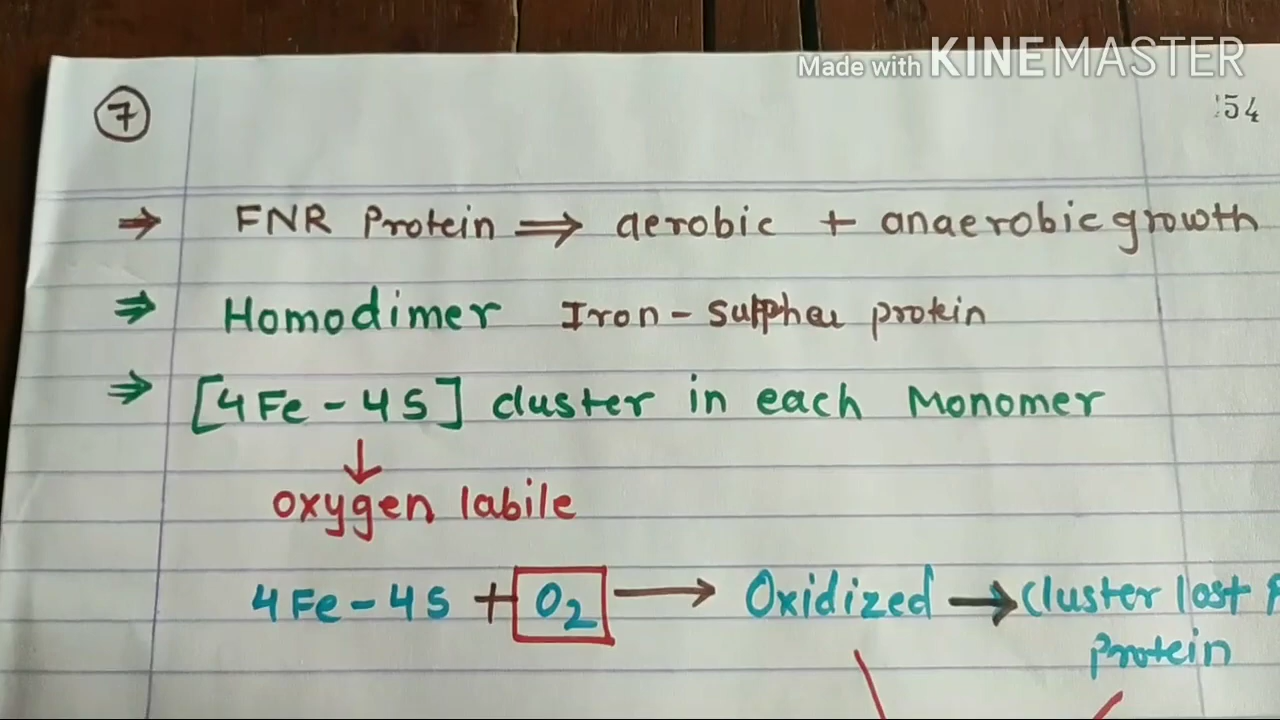 Made with KINEMASTER
54
7
⇒ FNR Protein ⇒ aerobic + anaerobic growth
⇒ Homodimer Iron - Sulpher protein
⇒ [4Fe - 4S] cluster in each Monomer
↓
oxygen labile
4Fe - 4S + O2 → Oxidized → cluster lost
protein